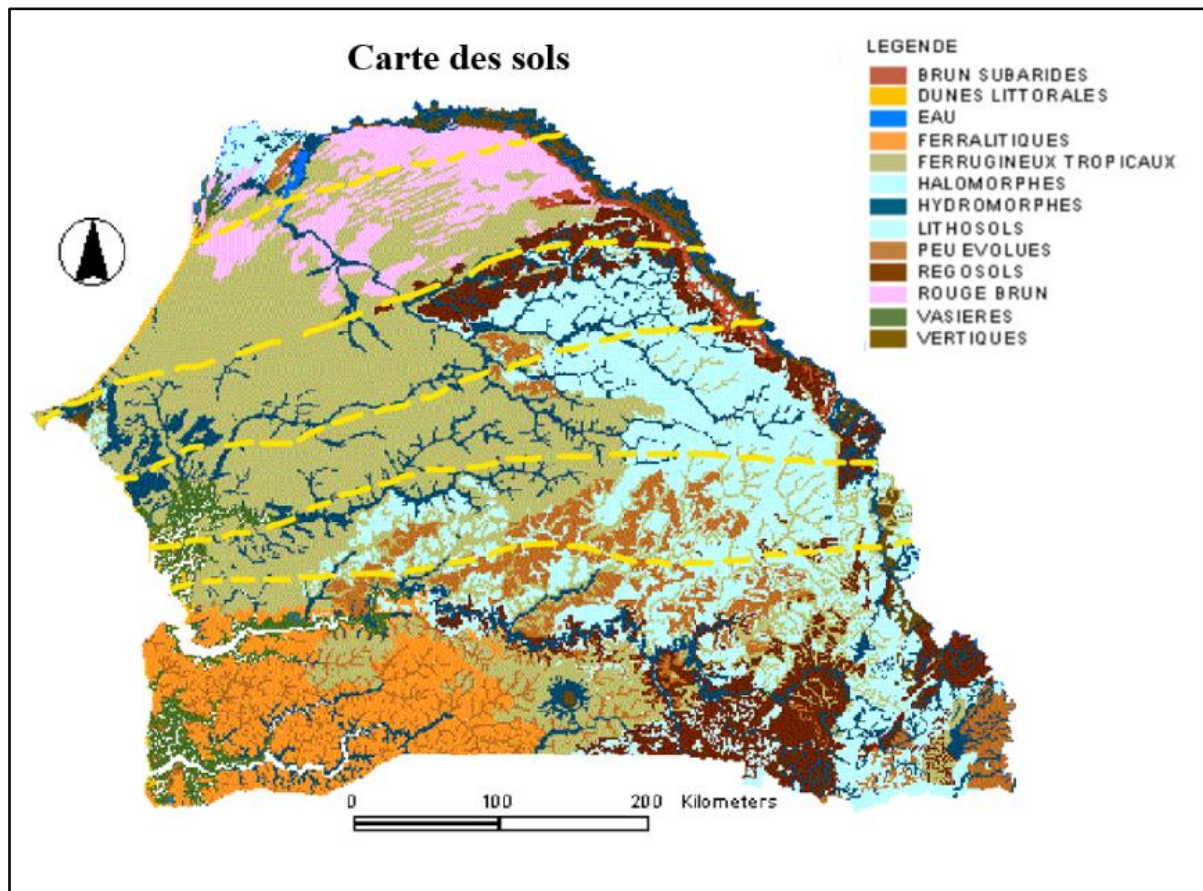 Carte des sols
LEGENDE
BRUN SUBARIDES
DUNES LITTORALES
EAU
FERRALITIQUES
FERRUGINEUX TROPICAUX
HALOMORPHES
HYDROMORPHES
LITHOSOLS
PEU EVOLUES
REGOSOLS
ROUGE BRUN
VASIERES
VERTIQUES
0 100 200 Kilometers